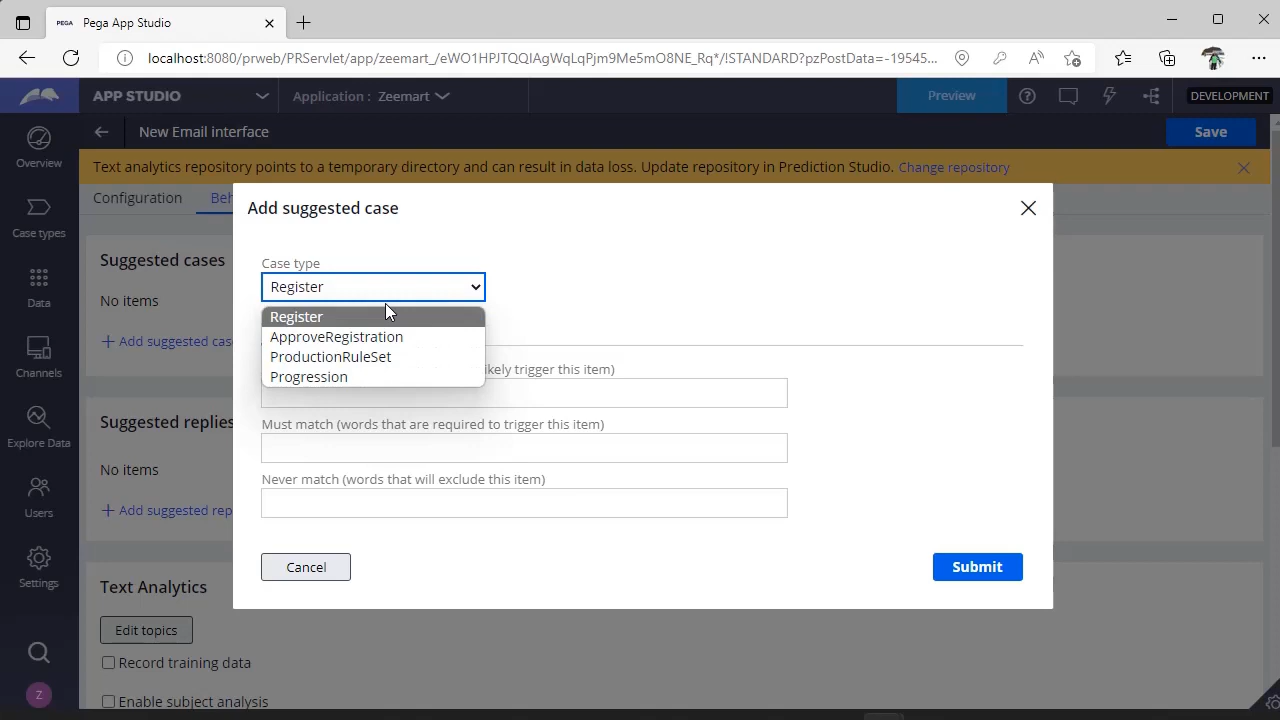 PEGA Pega App Studio
localhost:8080/prweb/PRServlet/app/zeemart_/eWO1HPJTQQIAgWqLqPjm9Me5mO8NE_Rq*/!STANDARD?pzPostData=-19545...
APP STUDIO
Application : Zeemart
Preview
DEVELOPMENT
New Email interface
Save
Text analytics repository points to a temporary directory and can result in data loss. Update repository in Prediction Studio. Change repository
Overview
Case types
Data
Channels
Explore Data
Users
Settings
Z
Configuration
Beh
Suggested cases
No items
Add suggested cas
Suggested replies
No items
Add suggested rep
Text Analytics
Edit topics
Record training data
Enable subject analysis
Add suggested case
Case type
Register
Register
ApproveRegistration
ProductionRuleSet
Progression
ikely trigger this item)
Must match (words that are required to trigger this item)
Never match (words that will exclude this item)
Cancel
Submit